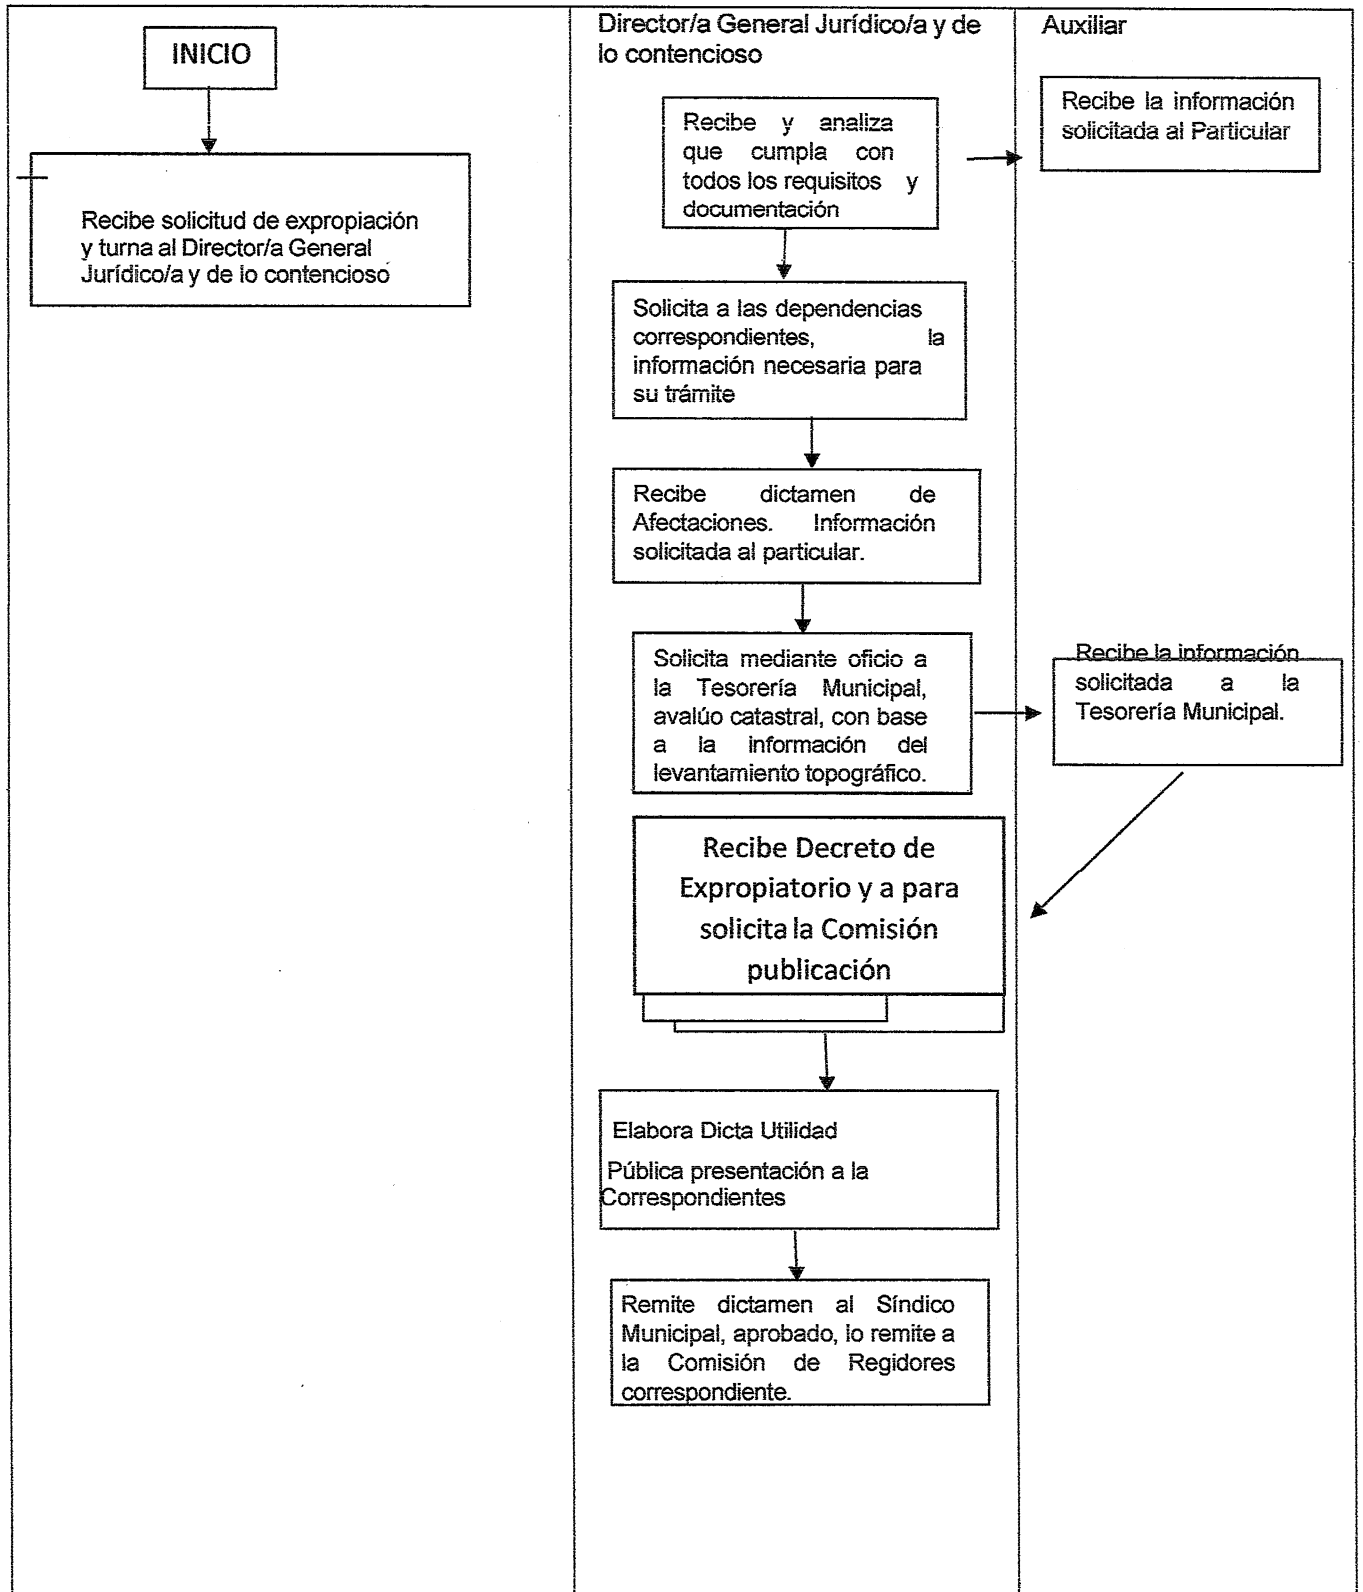 INICIO
Recibe solicitud de expropiación
y turna al Director/a General
Jurídico/a y de lo contencioso
Director/a General Jurídico/a y de
lo contencioso
Recibe y analiza
que cumpla con
todos los requisitos y
documentación
Solicita a las dependencias
correspondientes, la
información necesaria para
su trámite
Recibe dictamen de
Afectaciones. Información
solicitada al particular.
Solicita mediante oficio a
la Tesorería Municipal,
avalúo catastral, con base
a la información del
levantamiento topográfico.
Recibe Decreto de
Expropiatorio y a para
solicita la Comisión
publicación
Elabora Dicta Utilidad
Pública presentación a la
Correspondientes
Remite dictamen al Síndico
Municipal, aprobado, lo remite a
la Comisión de Regidores
correspondiente.
Auxiliar
Recibe la información
solicitada al Particular
Recibe la información
solicitada a la
Tesorería Municipal.